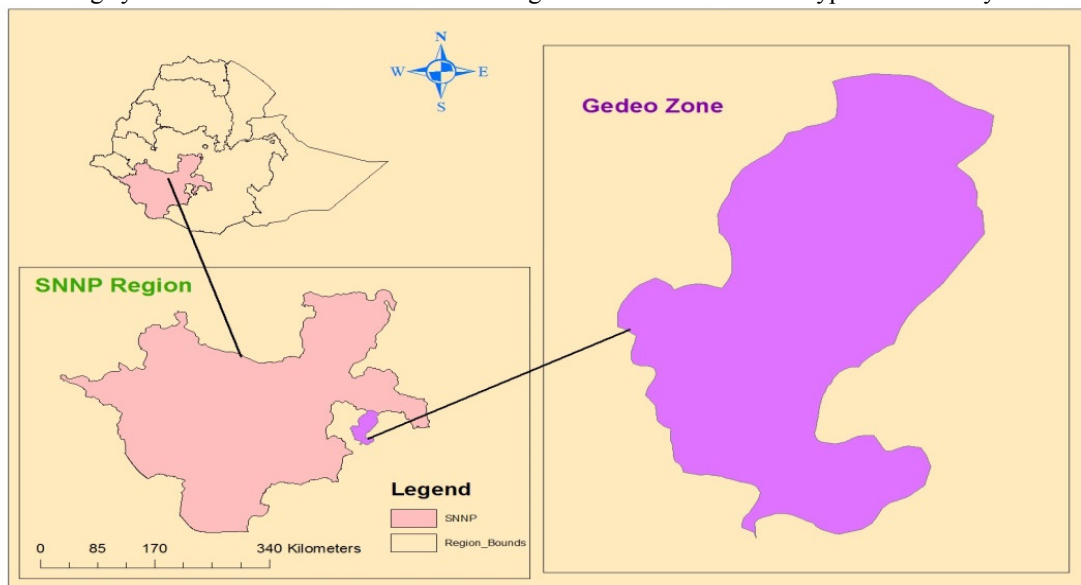 N
W E
S
Gedeo Zone
SNNP Region
Legend
SNNP
Region_Bounds
0 85 170 340 Kilometers